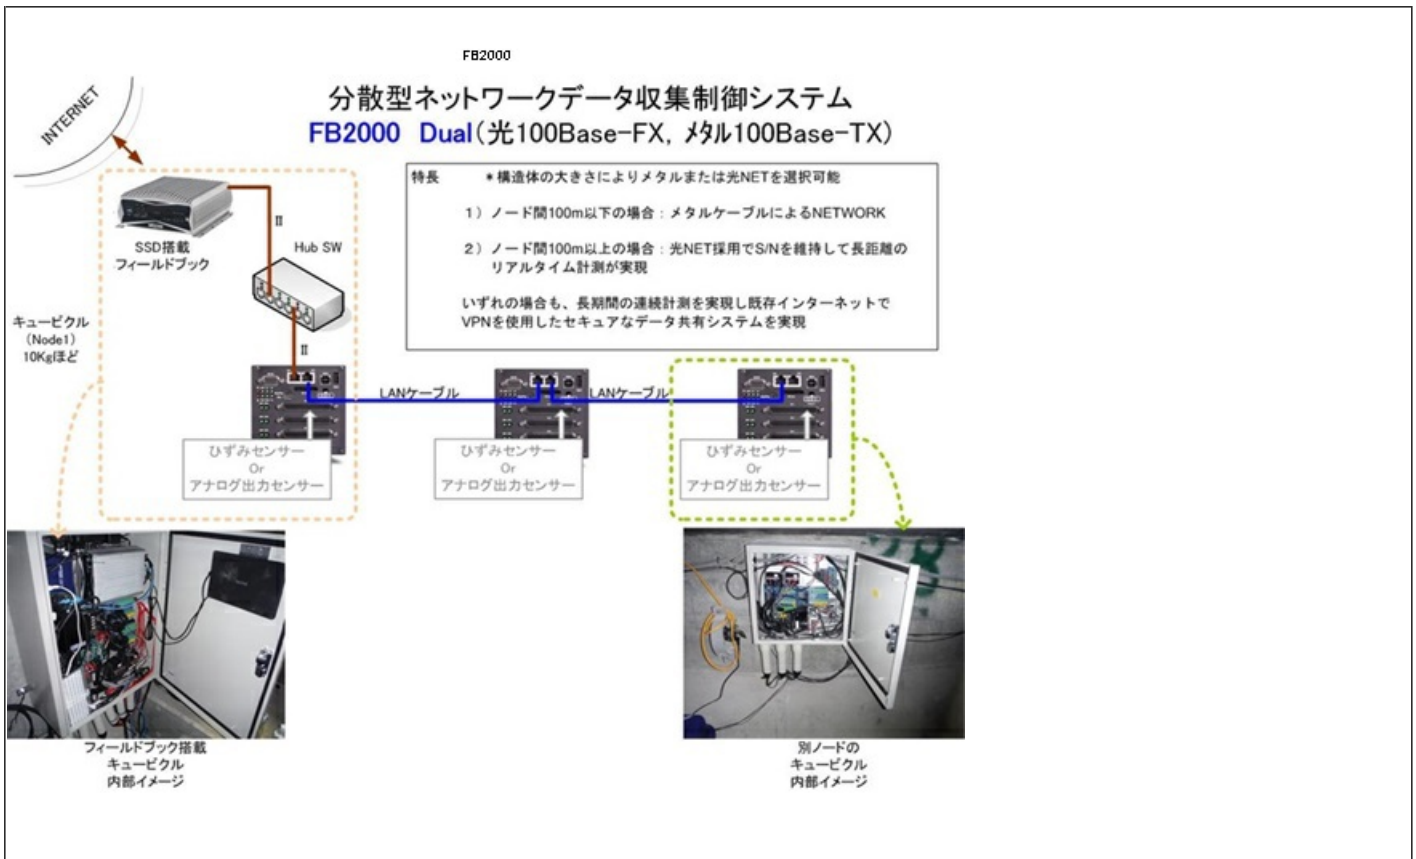 FB2000
分散型ネットワークデータ収集制御システム
FB2000 Dual(光100Base-FX, メタル100Base-TX)
INTERNET
特長 *構造体の大きさによりメタルまたは光NETを選択可能
1)ノード間100m以下の場合:メタルケーブルによるNETWORK
2)ノード間100m以上の場合:光NET採用でS/Nを維持して長距離の
リアルタイム計測が実現
いずれの場合も、長期間の連続計測を実現し既存インターネットで
VPNを使用したセキュアなデータ共有システムを実現
SSD搭載
フィールドブック
II
Hub SW
キュービクル
(Node1)
10Kgほど
II
LANケーブル
LANケーブル
ひずみセンサー
Or
アナログ出力センサー
ひずみセンサー
Or
アナログ出力センサー
ひずみセンサー
Or
アナログ出力センサー
フィールドブック搭載
キュービクル
内部イメージ
別ノードの
キュービクル
内部イメージ